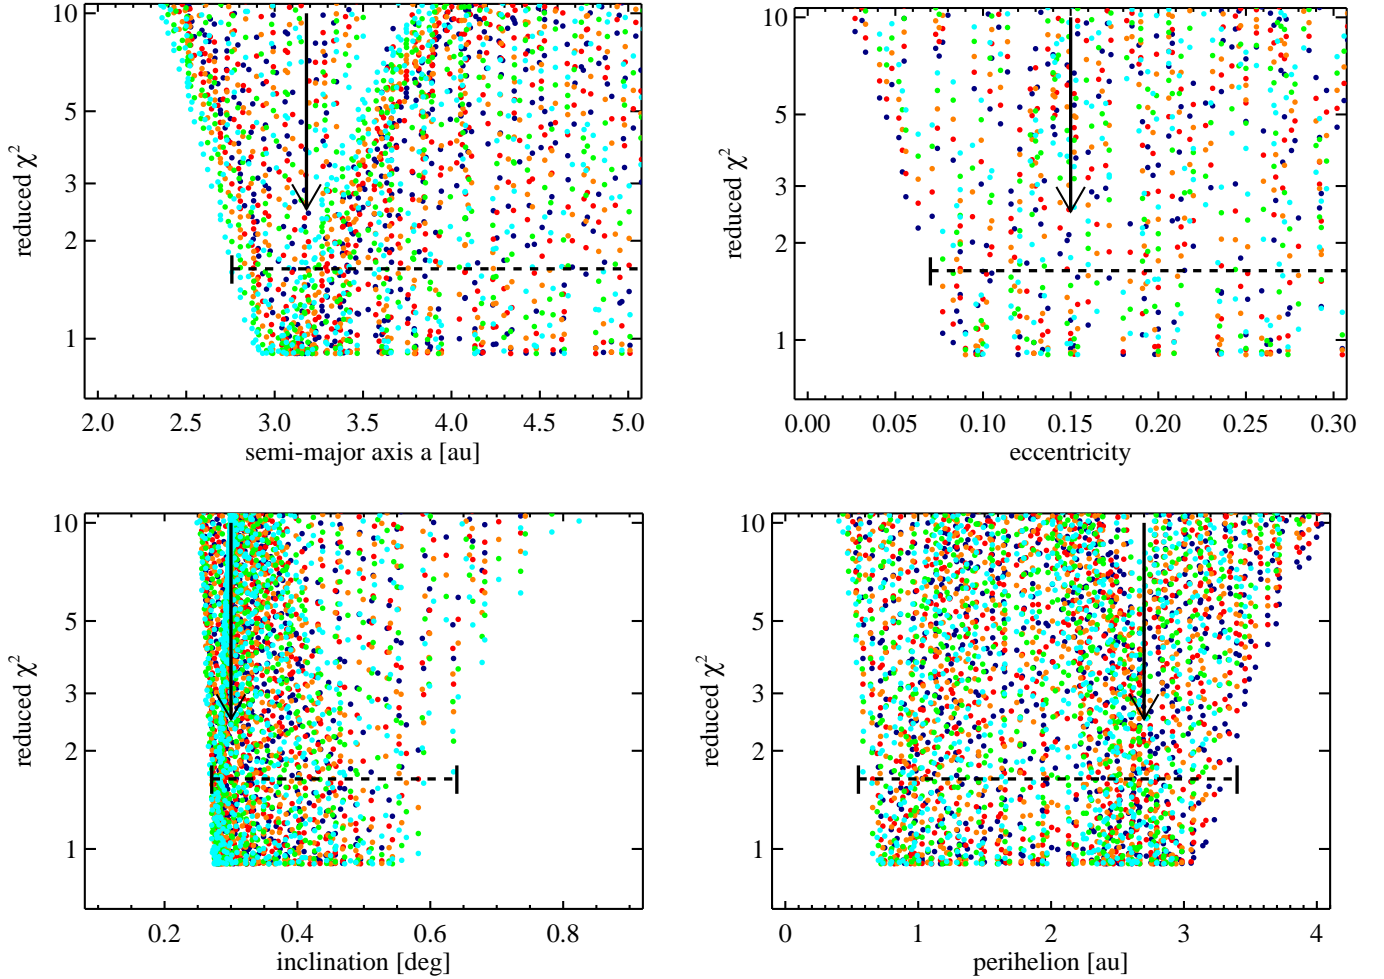 10
5
3
2
1
reduced χ²
2.0 2.5 3.0 3.5 4.0 4.5 5.0
semi-major axis a [au]
10
5
3
2
1
reduced χ²
0.00 0.05 0.10 0.15 0.20 0.25 0.30
eccentricity
10
5
3
2
1
reduced χ²
0.2 0.4 0.6 0.8
inclination [deg]
10
5
3
2
1
reduced χ²
0 1 2 3 4
perihelion [au]